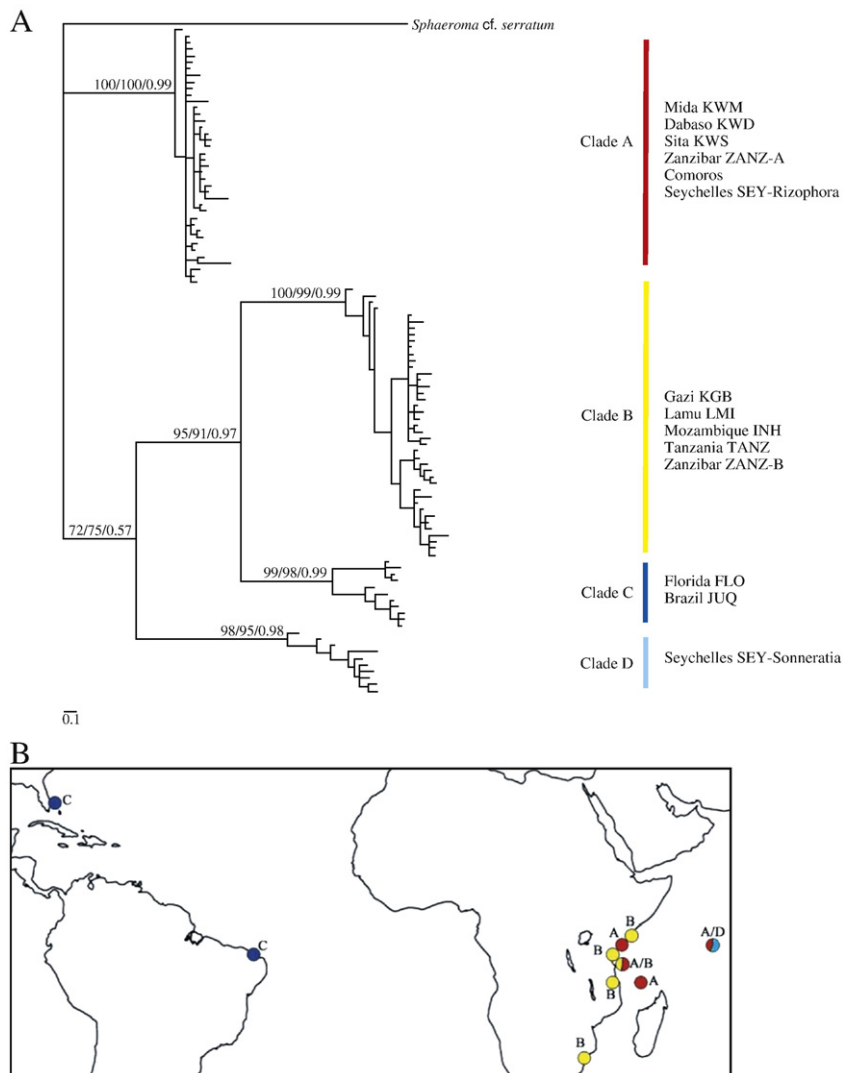 A
Sphaeroma cf. serratum
100/100/0.99
Clade A
Mida KWM
Dabaso KWD
Sita KWS
Zanzibar ZANZ-A
Comoros
Seychelles SEY-Rizophora
100/99/0.99
95/91/0.97
Clade B
Gazi KGB
Lamu LMI
Mozambique INH
Tanzania TANZ
Zanzibar ZANZ-B
72/75/0.57
99/98/0.99
Clade C
Florida FLO
Brazil JUQ
98/95/0.98
Clade D
Seychelles SEY-Sonneratia
0.1
B
C
C
B
A
A/D
B
A/B
B
A
B